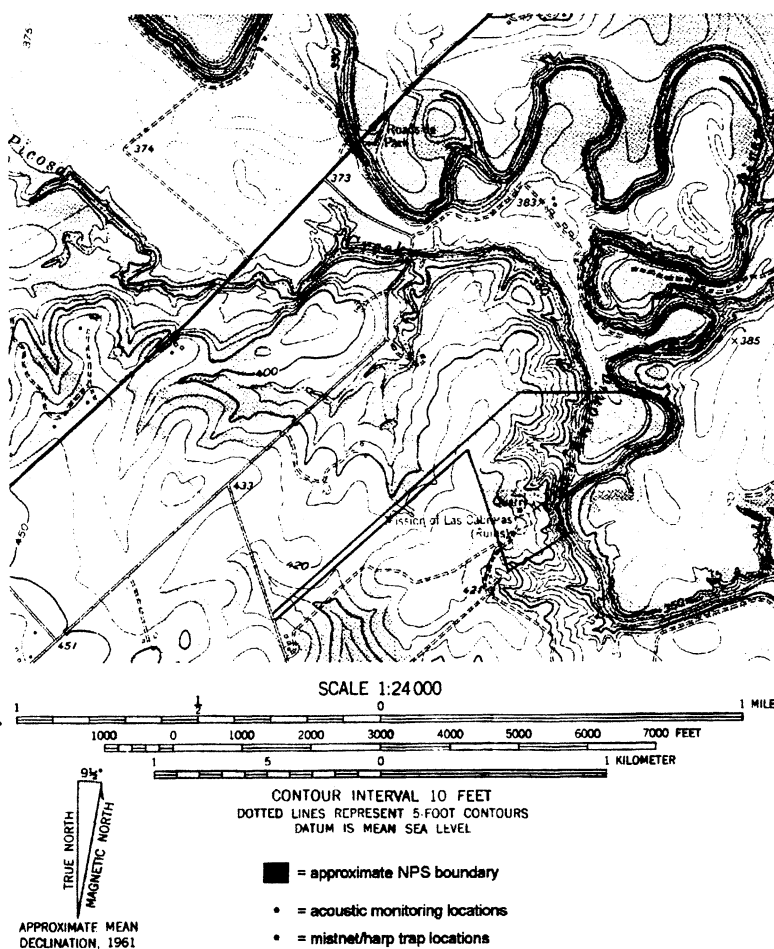 375
Picosa
374
Roadside
Park
373
383
Creek
×385
400
433
Quarry
Mission of Las Cabreras
(Ruins)
450
420
421
451
SCALE 1:24 000
1 ½ 0 1 MILE
1000 0 1000 2000 3000 4000 5000 6000 7000 FEET
1 5 0 1 KILOMETER
CONTOUR INTERVAL 10 FEET
DOTTED LINES REPRESENT 5-FOOT CONTOURS
DATUM IS MEAN SEA LEVEL
9½°
TRUE NORTH
MAGNETIC NORTH
APPROXIMATE MEAN
DECLINATION, 1961
= approximate NPS boundary
= acoustic monitoring locations
= mistnet/harp trap locations